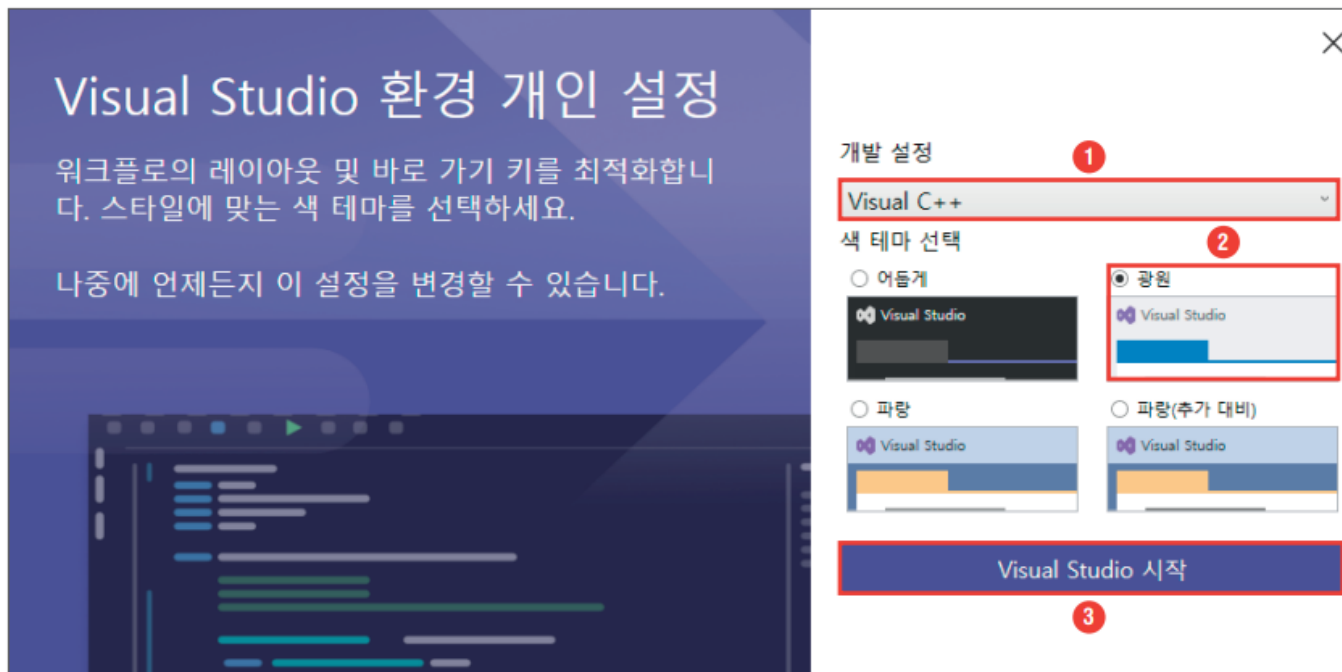 Visual Studio 환경 개인 설정
워크플로의 레이아웃 및 바로 가기 키를 최적화합니
다. 스타일에 맞는 색 테마를 선택하세요.
나중에 언제든지 이 설정을 변경할 수 있습니다.
개발 설정
1
Visual C++
색 테마 선택
2
어둡게
광원
Visual Studio
Visual Studio
파랑
파랑(추가 대비)
Visual Studio
Visual Studio
Visual Studio 시작
3